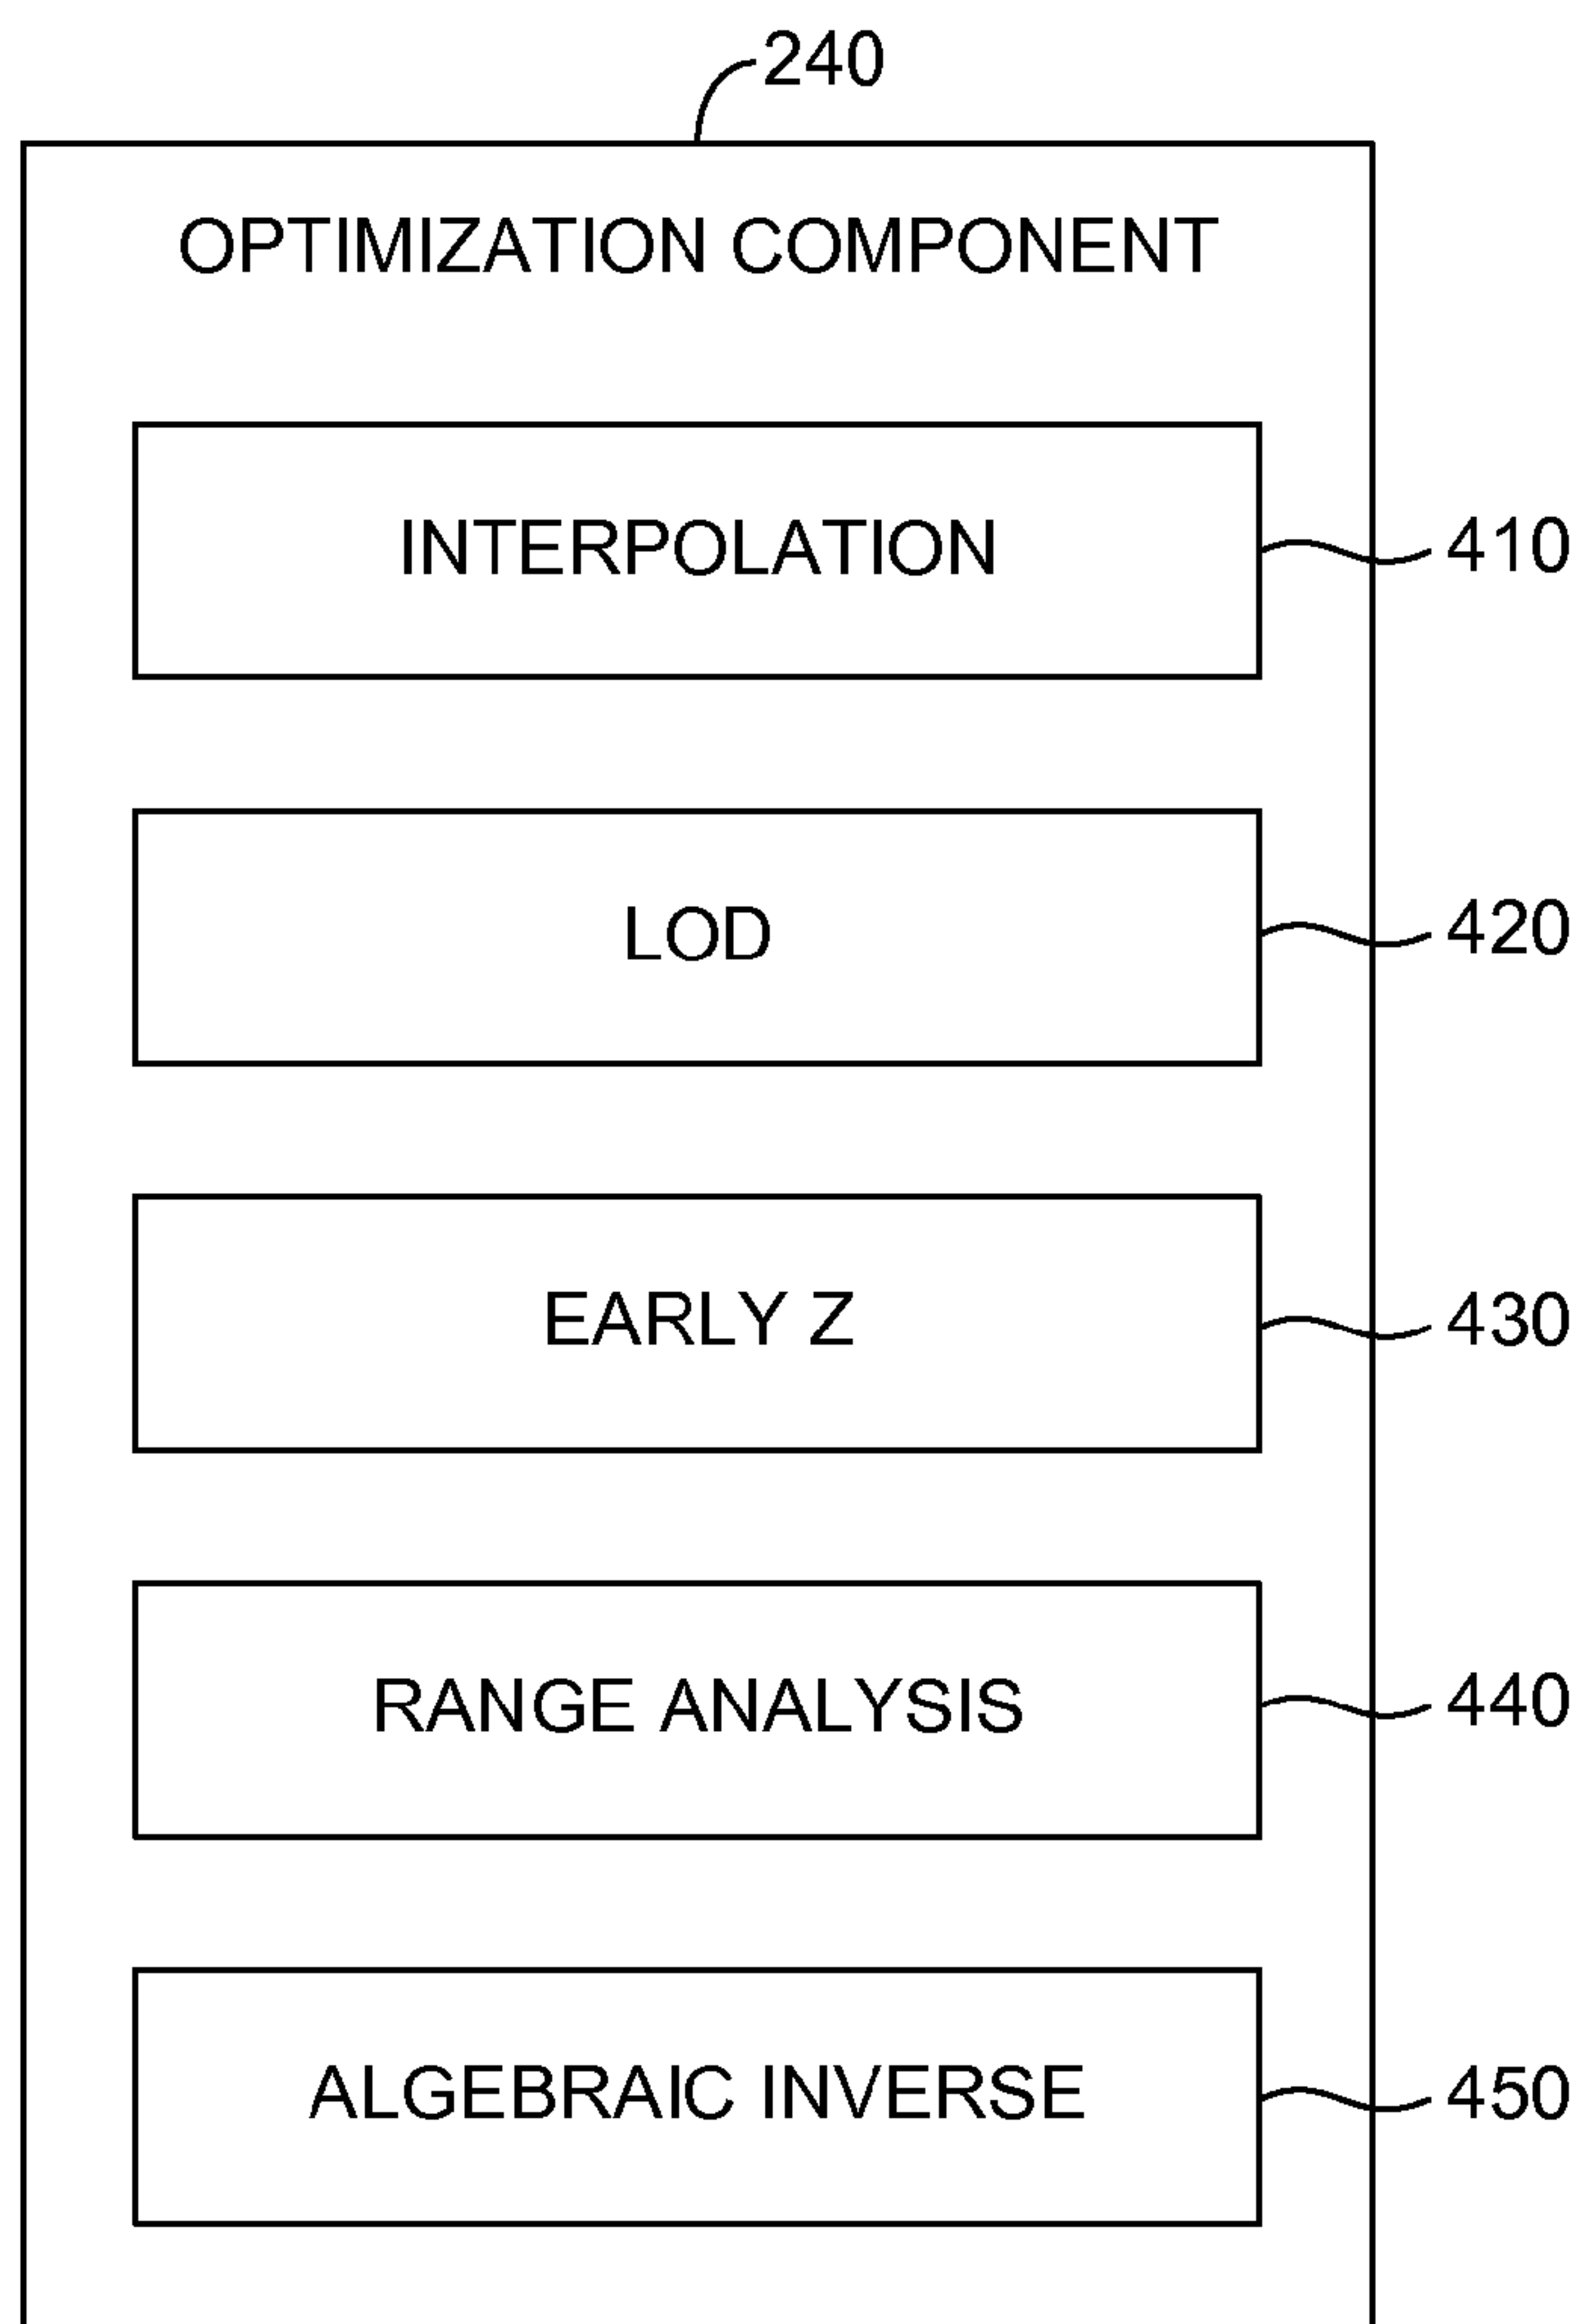 240
OPTIMIZATION COMPONENT
INTERPOLATION
410
LOD
420
EARLY Z
430
RANGE ANALYSIS
440
ALGEBRAIC INVERSE
450